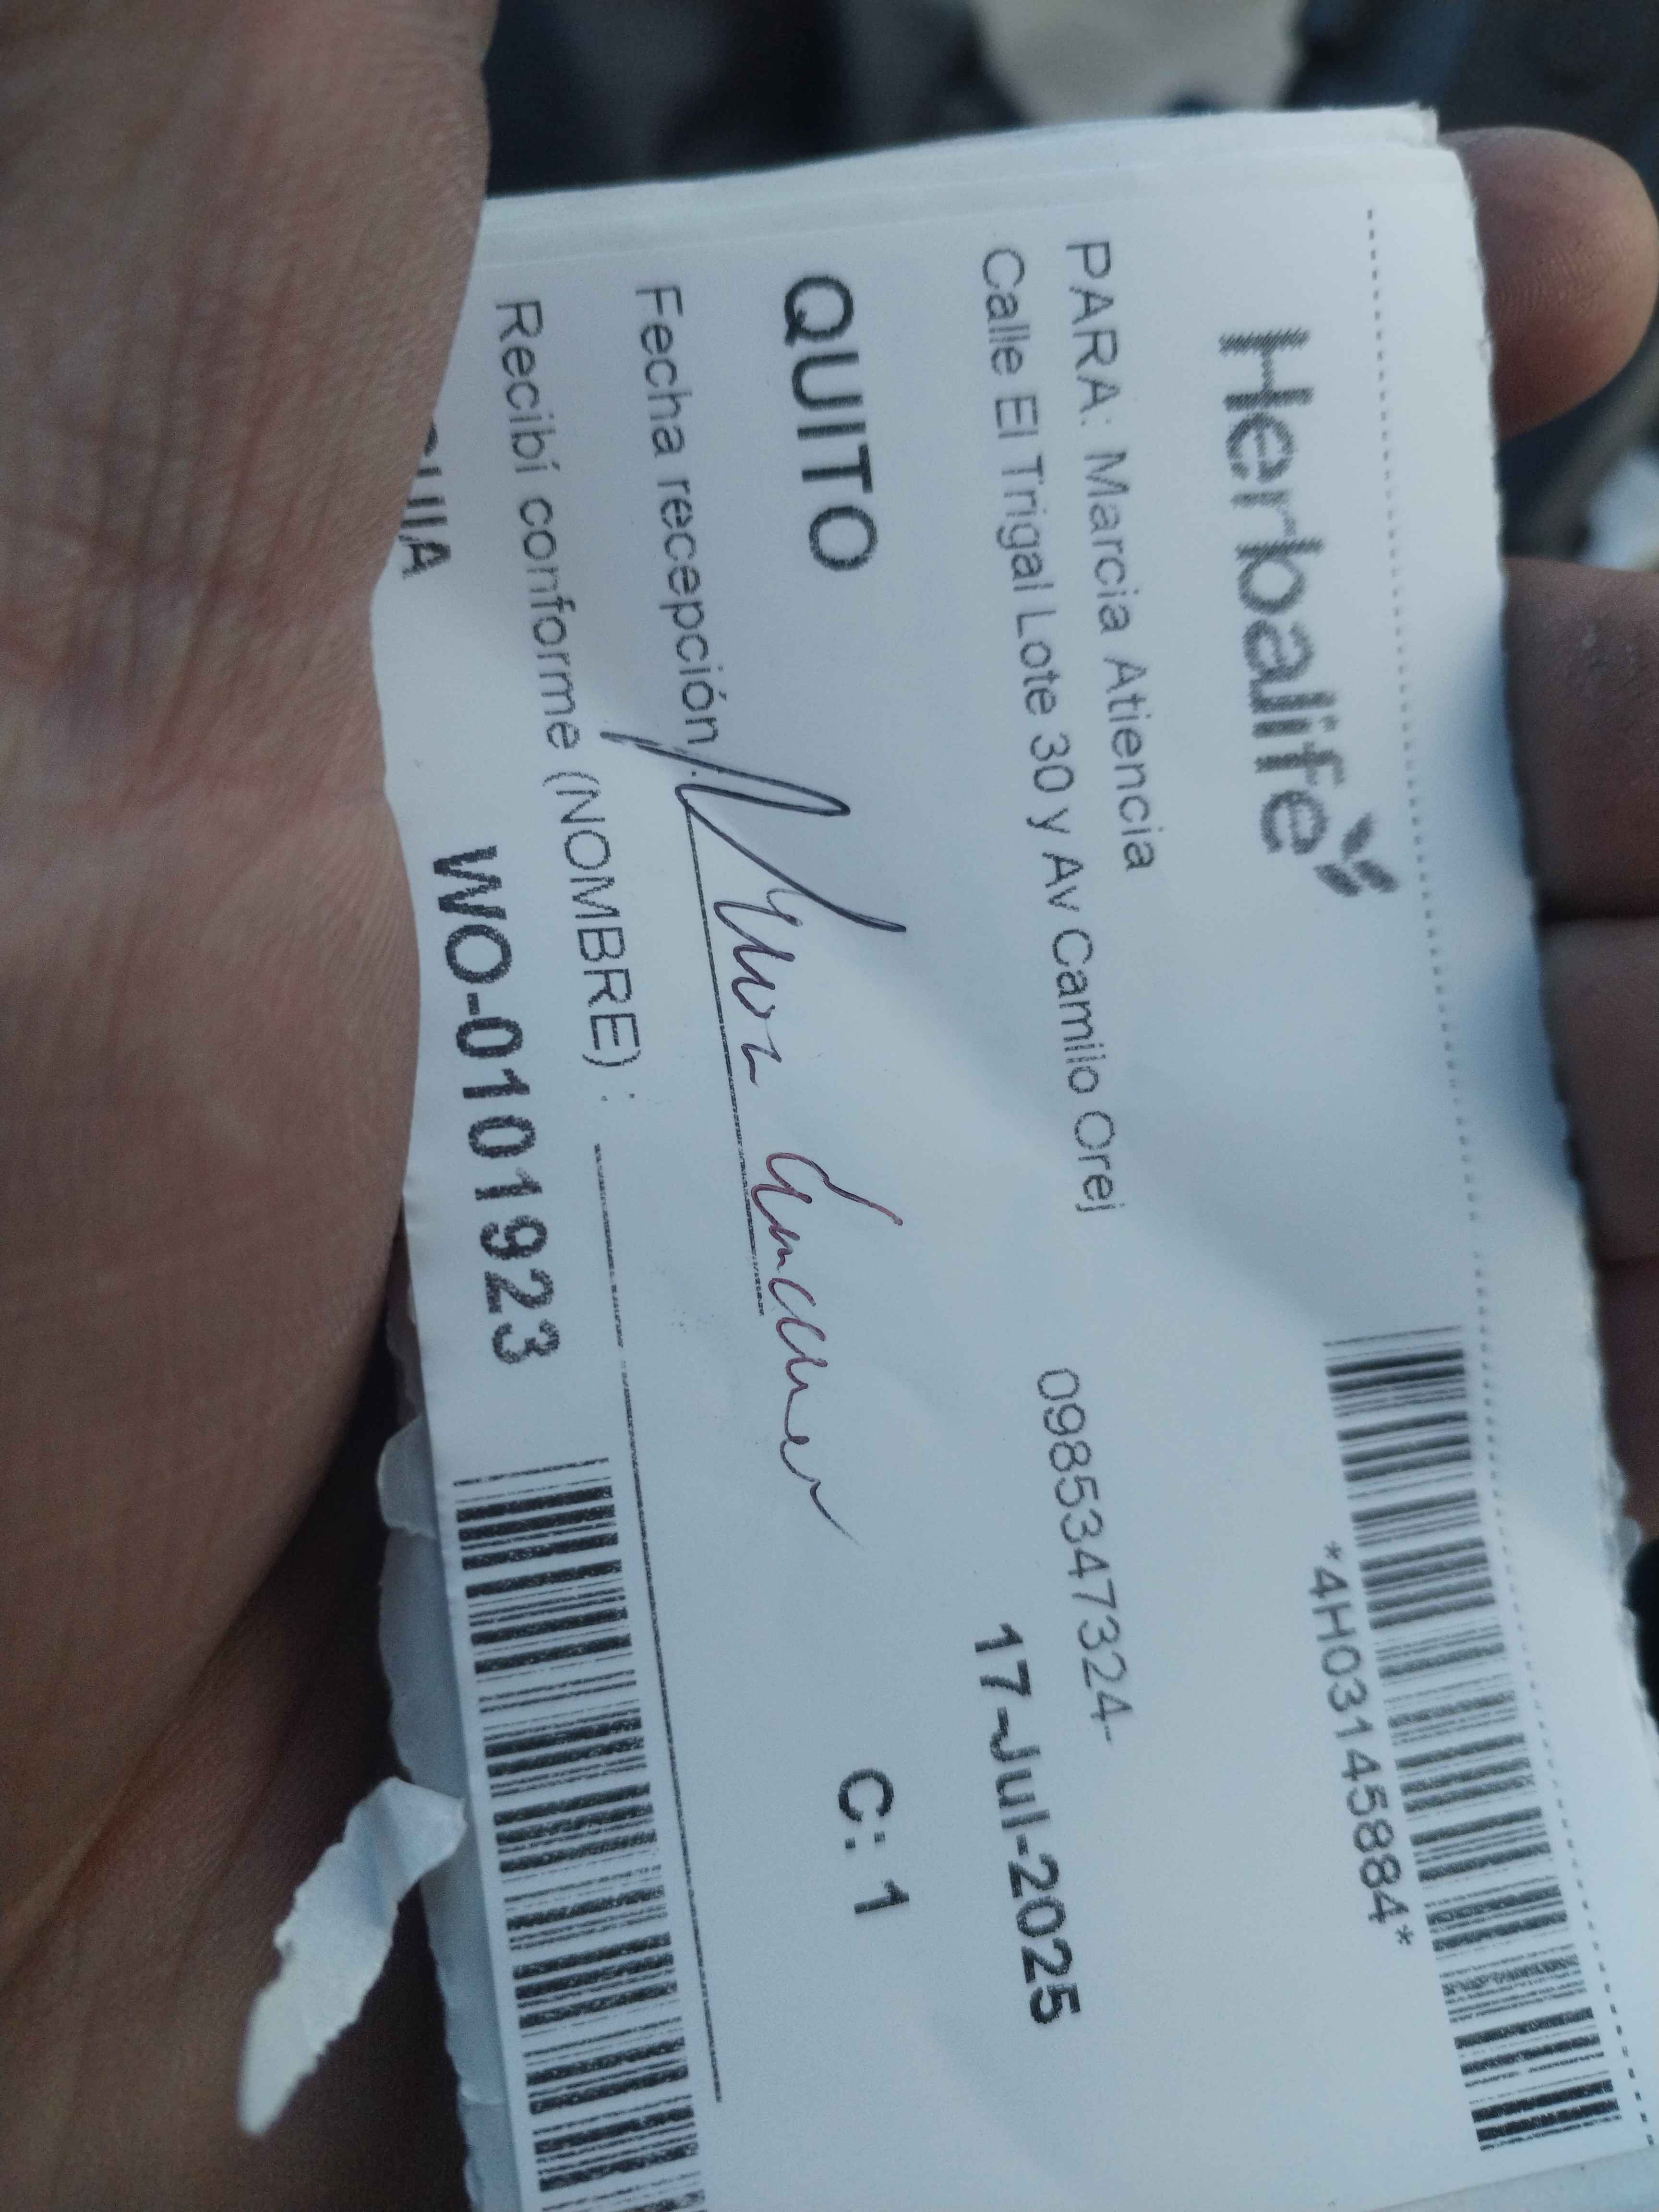 Herbalife
*4H03145884*
PARA: Marcia Atiencia
0985347324-
Calle El Trigal Lote 30 y Av Camilo Orej
17-Jul-2025
QUITO
C: 1
Fecha recepción
Recibí conforme (NOMBRE) :
WO-0101923